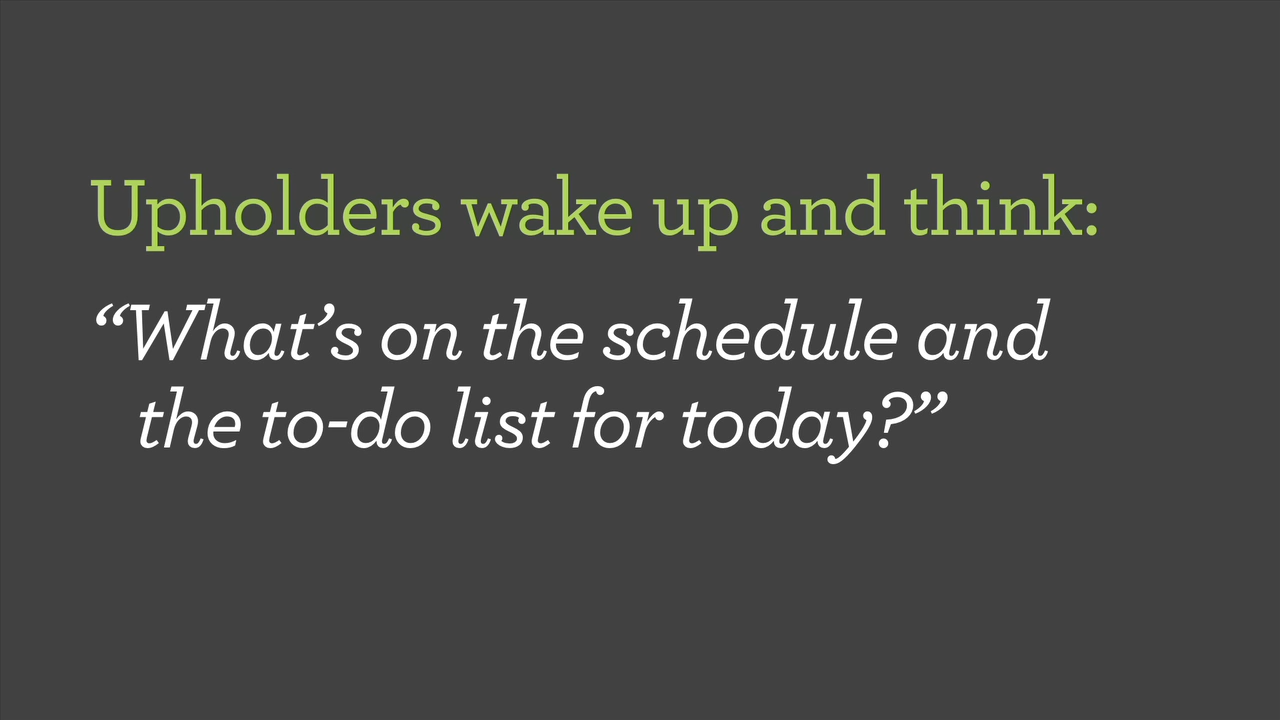 Upholders wake up and think:
“What’s on the schedule and
the to-do list for today?”